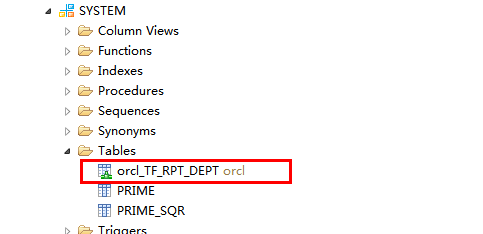 SYSTEM
Column Views
Functions
Indexes
Procedures
Sequences
Synonyms
Tables
orcl_TF_RPT_DEPT orcl
PRIME
PRIME_SQR
Triggers